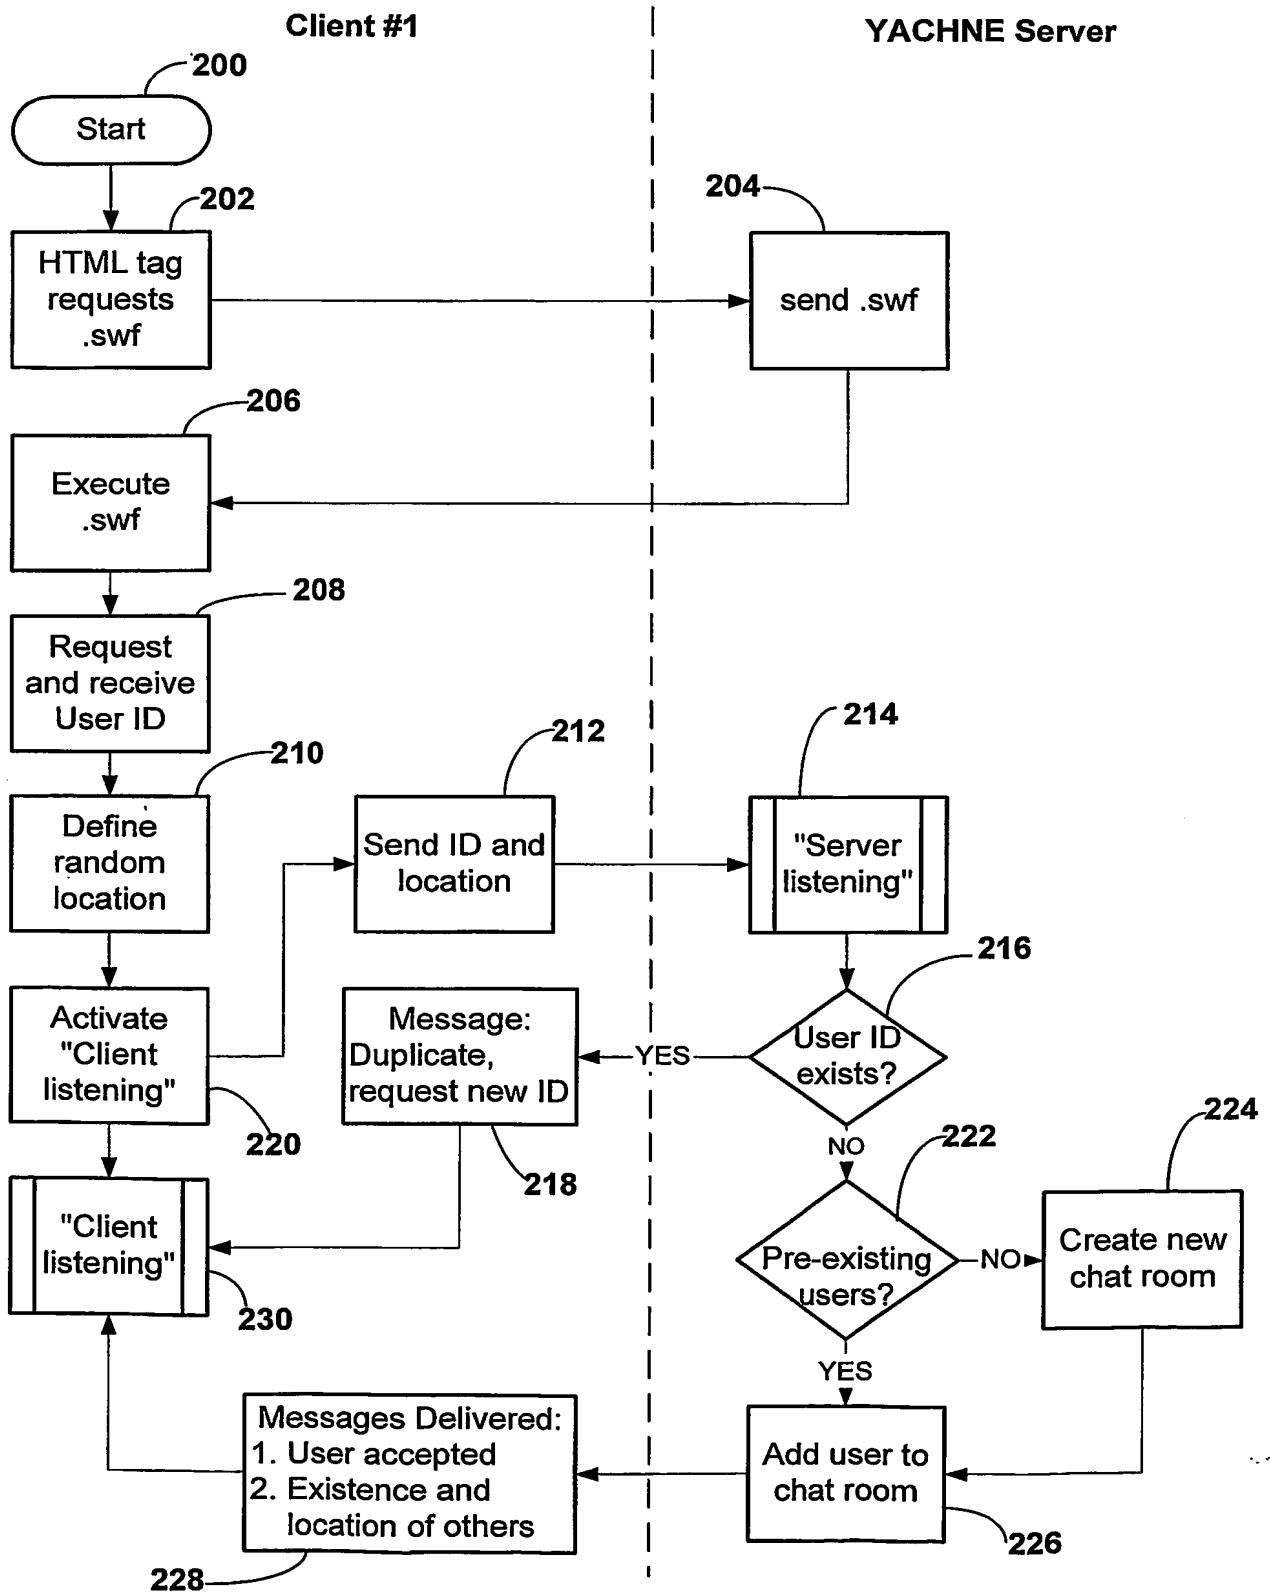 Client #1
YACHNE Server
200
Start
202
HTML tag
requests
.swf
204
send .swf
206
Execute
.swf
208
Request
and receive
User ID
210
Define
random
location
212
Send ID and
location
214
"Server
listening"
216
User ID
exists?
YES
Message:
Duplicate,
request new ID
218
Activate
"Client
listening"
220
NO
222
Pre-existing
users?
NO
224
Create new
chat room
"Client
listening"
230
YES
Add user to
chat room
226
Messages Delivered:
1. User accepted
2. Existence and
location of others
228